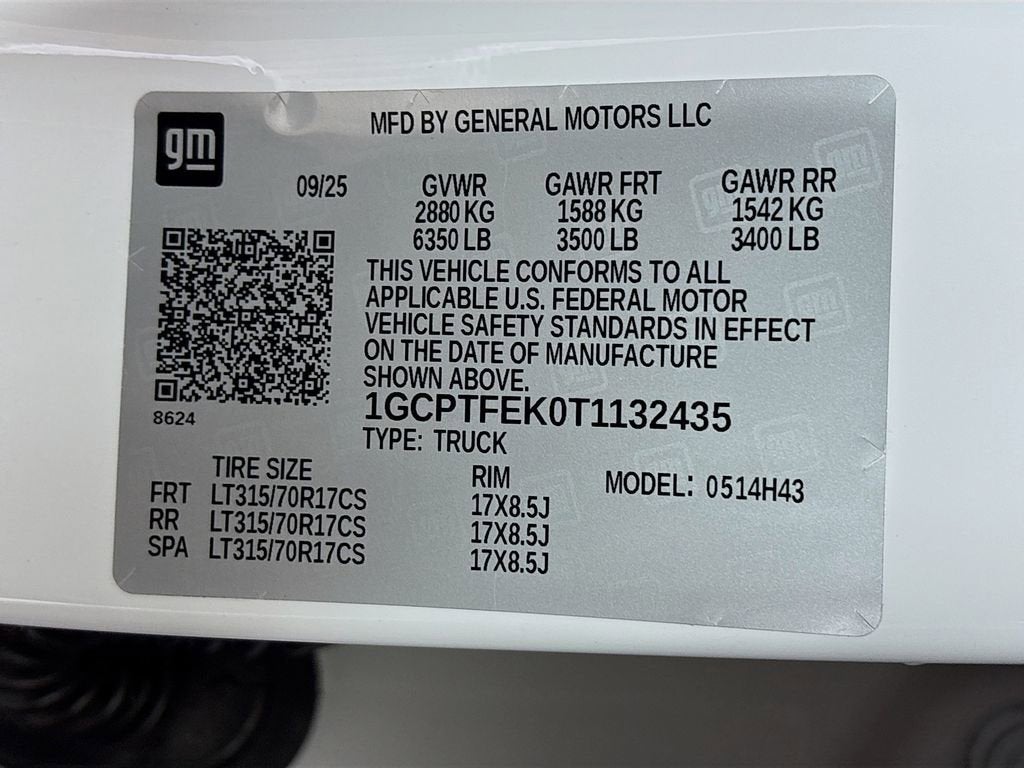 gm
MFD BY GENERAL MOTORS LLC
09/25 GVWR GAWR FRT GAWR RR
2880 KG 1588 KG 1542 KG
6350 LB 3500 LB 3400 LB
THIS VEHICLE CONFORMS TO ALL
APPLICABLE U.S. FEDERAL MOTOR
VEHICLE SAFETY STANDARDS IN EFFECT
ON THE DATE OF MANUFACTURE
SHOWN ABOVE.
8624
1GCPTFEK0T1132435
TYPE: TRUCK
TIRE SIZE RIM MODEL: 0514H43
FRT LT315/70R17CS 17X8.5J
RR LT315/70R17CS 17X8.5J
SPA LT315/70R17CS 17X8.5J